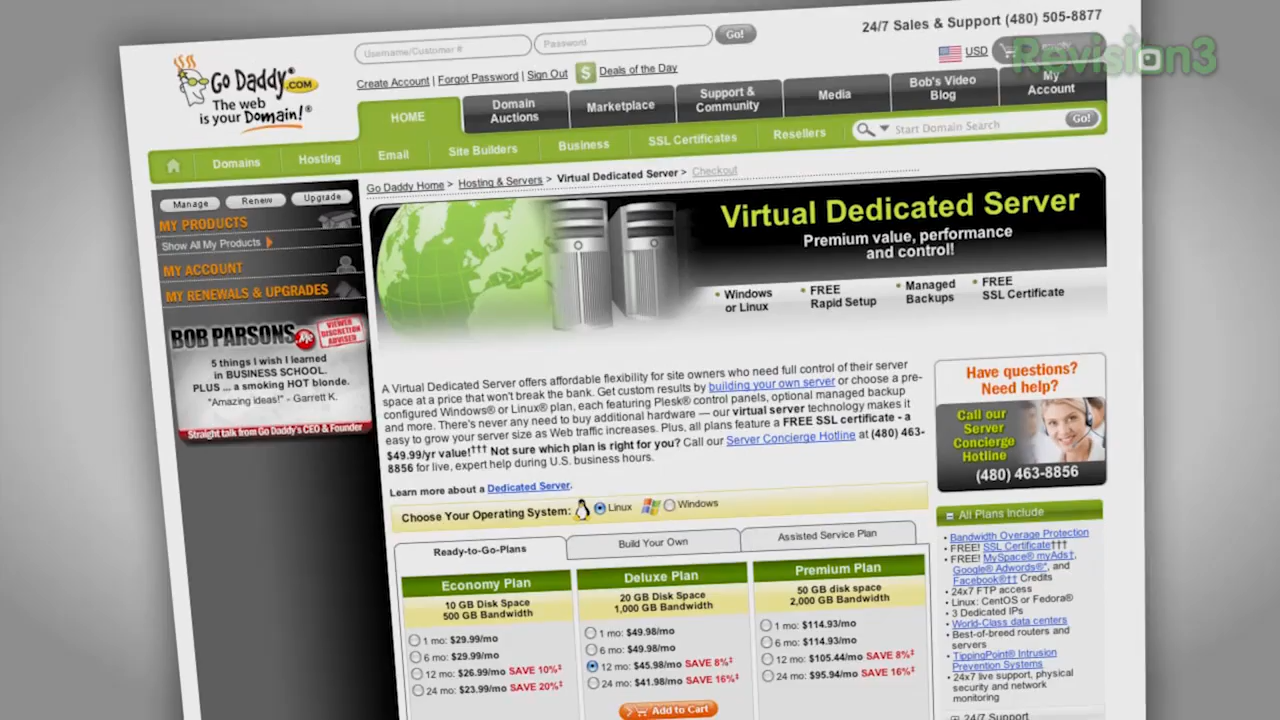 24/7 Sales & Support (480) 505-8877
Username/Customer #
Password
Go!
USD
Revision3
Create Account | Forgot Password | Sign Out
$ Deals of the Day
Go Daddy®.COM
The web
is your Domain!®
HOME
Domain
Auctions
Marketplace
Support &
Community
Media
Bob's Video
Blog
My
Account
Domains
Hosting
Email
Site Builders
Business
SSL Certificates
Resellers
Start Domain Search
Go!
Manage
Renew
Upgrade
MY PRODUCTS
Show All My Products
MY ACCOUNT
MY RENEWALS & UPGRADES
BOB PARSONS.me
VIEWER
DISCRETION
ADVISED
5 things I wish I learned
in BUSINESS SCHOOL.
PLUS ... a smoking HOT blonde.
"Amazing ideas!" - Garrett K.
Straight talk from Go Daddy's CEO & Founder
Go Daddy Home > Hosting & Servers > Virtual Dedicated Server > Checkout
Virtual Dedicated Server
Premium value, performance
and control!
• Windows
or Linux
• FREE
Rapid Setup
• Managed
Backups
• FREE
SSL Certificate
A Virtual Dedicated Server offers affordable flexibility for site owners who need full control of their server
space at a price that won't break the bank. Get custom results by building your own server or choose a pre-
configured Windows® or Linux® plan, each featuring Plesk® control panels, optional managed backup
and more. There's never any need to buy additional hardware — our virtual server technology makes it
easy to grow your server size as Web traffic increases. Plus, all plans feature a FREE SSL certificate - a
$49.99/yr value!††† Not sure which plan is right for you? Call our Server Concierge Hotline at (480) 463-
8856 for live, expert help during U.S. business hours.
Learn more about a Dedicated Server.
Choose Your Operating System: Linux Windows
Ready-to-Go-Plans
Build Your Own
Assisted Service Plan
Economy Plan
10 GB Disk Space
500 GB Bandwidth
1 mo: $29.99/mo
6 mo: $29.99/mo
12 mo: $26.99/mo SAVE 10%‡
24 mo: $23.99/mo SAVE 20%‡
Deluxe Plan
20 GB Disk Space
1,000 GB Bandwidth
1 mo: $49.98/mo
6 mo: $49.98/mo
12 mo: $45.98/mo SAVE 8%‡
24 mo: $41.98/mo SAVE 16%‡
Add to Cart
Premium Plan
50 GB disk space
2,000 GB Bandwidth
1 mo: $114.93/mo
6 mo: $114.93/mo
12 mo: $105.44/mo SAVE 8%‡
24 mo: $95.94/mo SAVE 16%‡
Have questions?
Need help?
Call our
Server
Concierge
Hotline
(480) 463-8856
All Plans Include
• Bandwidth Overage Protection
• FREE! SSL Certificate†††
• FREE! MySpace® myAds†,
Google® Adwords®*, and
Facebook®†† Credits
• 24x7 FTP access
• Linux: CentOS or Fedora®
• 3 Dedicated IPs
• World-Class data centers
• Best-of-breed routers and
servers
• TippingPoint® Intrusion
Prevention Systems
• 24x7 live support, physical
security and network
monitoring
24/7 Support